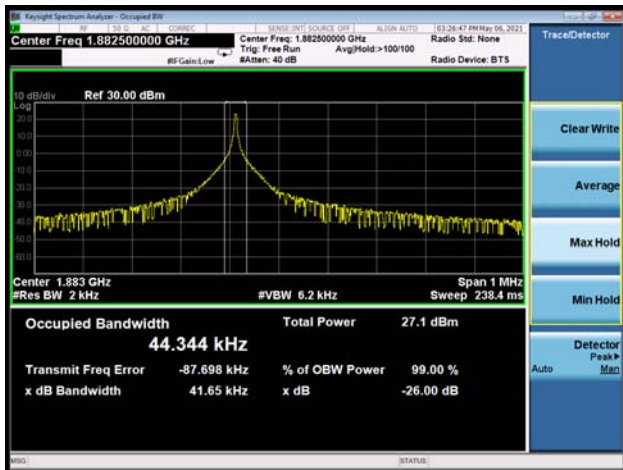 Keysight Spectrum Analyzer - Occupied BW
RF 50 Ω AC CORREC SENSE:INT SOURCE OFF ALIGN AUTO 03:26:47 PM May 06, 2021
Center Freq 1.882500000 GHz
Center Freq: 1.882500000 GHz
Radio Std: None
Trace/Detector
Trig: Free Run Avg|Hold:>100/100
#IFGain:Low #Atten: 40 dB Radio Device: BTS
10 dB/div Ref 30.00 dBm
Log
20.0
10.0
0.00
-10.0
-20.0
-30.0
-40.0
-50.0
-60.0
Center 1.883 GHz Span 1 MHz
#Res BW 2 kHz #VBW 6.2 kHz Sweep 238.4 ms
Occupied Bandwidth Total Power 27.1 dBm
44.344 kHz
Transmit Freq Error -87.698 kHz % of OBW Power 99.00 %
x dB Bandwidth 41.65 kHz x dB -26.00 dB
Clear Write
Average
Max Hold
Min Hold
Detector
Peak▶
Auto Man
MSG STATUS